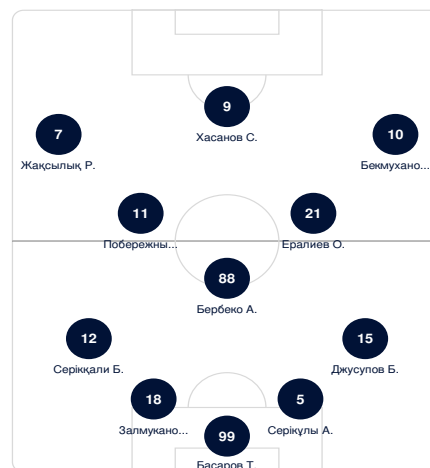 9
Хасанов С.
7
10
Жақсылық Р.
Бекмухано...
11
21
Побережны...
Ералиев О.
88
Бербеко А.
12
15
Серікқали Б.
Джусупов Б.
18
5
Залмукано...
Серікұлы А.
99
Басаров Т.